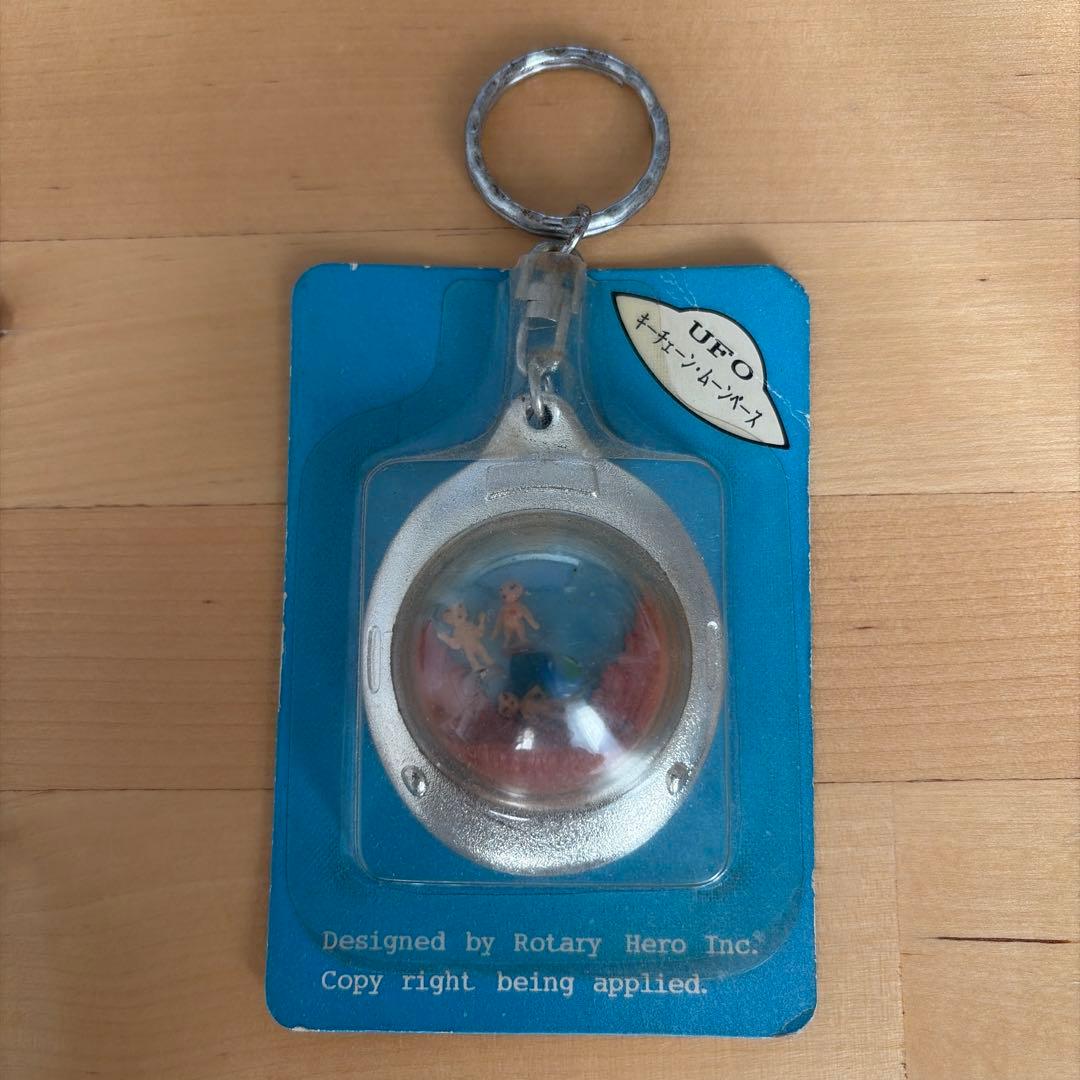 UFO
キーチェーン・ムーンベース
Designed by Rotary Hero Inc.
Copy right being applied.